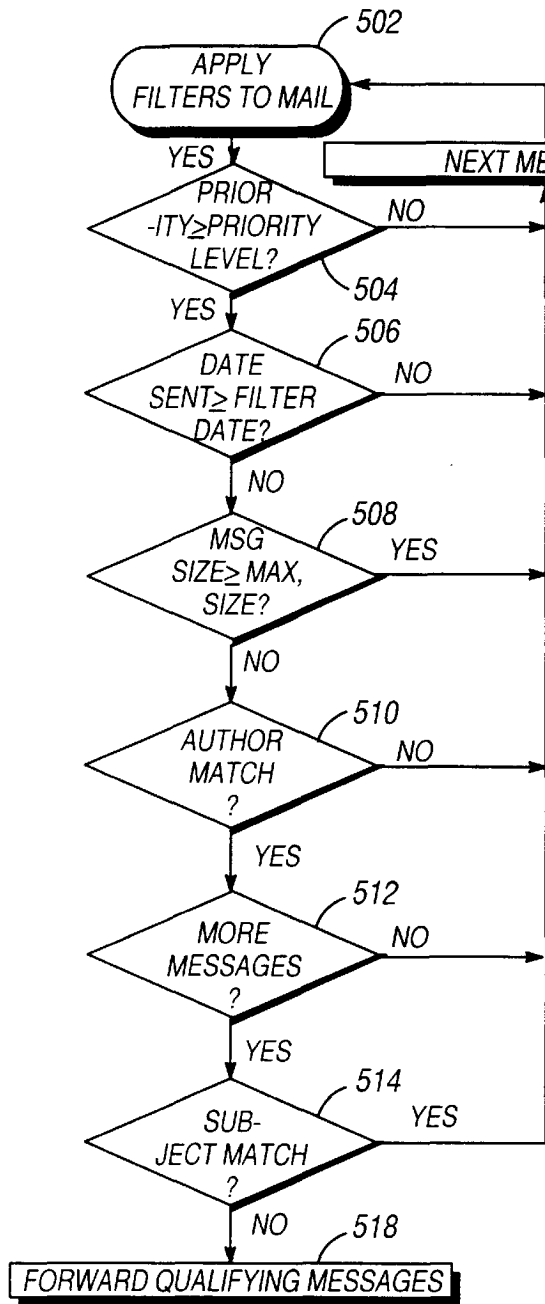 502
APPLY
FILTERS TO MAIL
YES
NEXT ME
PRIOR
-ITY≥PRIORITY
LEVEL?
NO
504
YES
506
DATE
SENT≥ FILTER
DATE?
NO
NO
508
MSG
SIZE≥ MAX,
SIZE?
YES
NO
510
AUTHOR
MATCH
?
NO
YES
512
MORE
MESSAGES
?
NO
YES
514
SUB-
JECT MATCH
?
YES
NO
518
FORWARD QUALIFYING MESSAGES